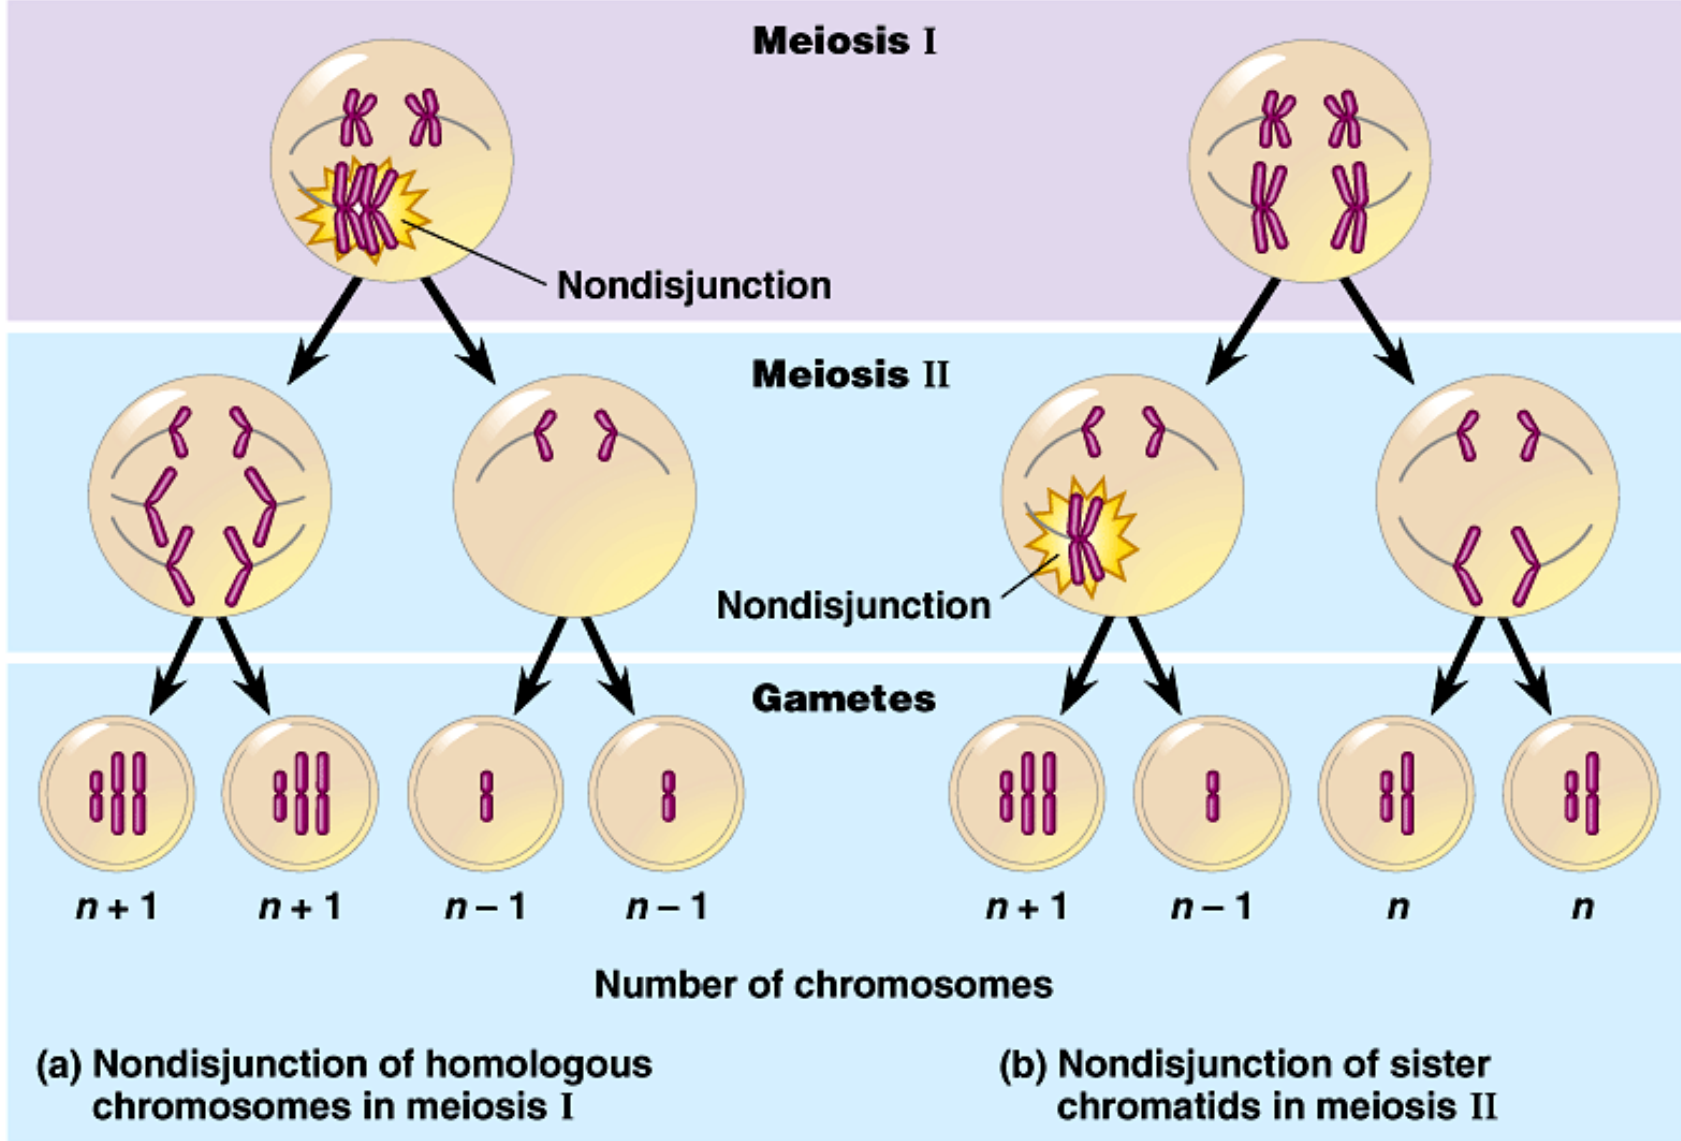 Meiosis I
Nondisjunction
Meiosis II
Nondisjunction
Gametes
n + 1
n + 1
n – 1
n – 1
n + 1
n – 1
n
n
Number of chromosomes
(a) Nondisjunction of homologous
chromosomes in meiosis I
(b) Nondisjunction of sister
chromatids in meiosis II